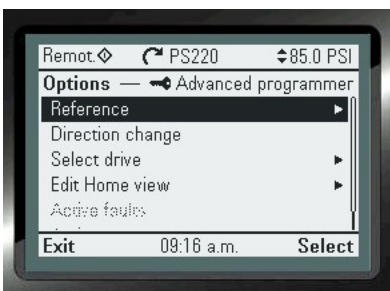 Remot. PS220 85.0 PSI
Options — Advanced programmer
Reference
Direction change
Select drive
Edit Home view
Active faults
Exit 09:16 a.m. Select